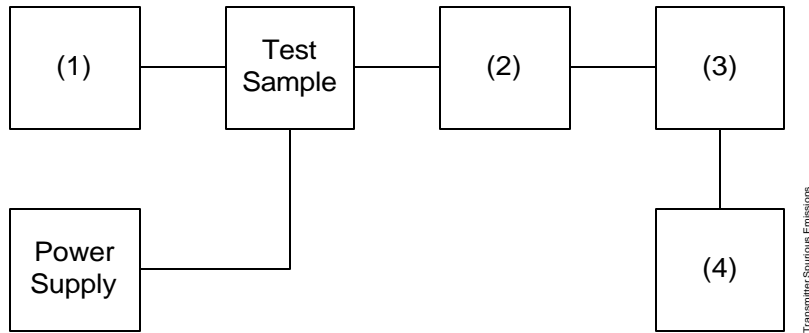 (1)
Test
Sample
(2)
(3)
Power
Supply
(4)
Transmitter Spurious Emissions